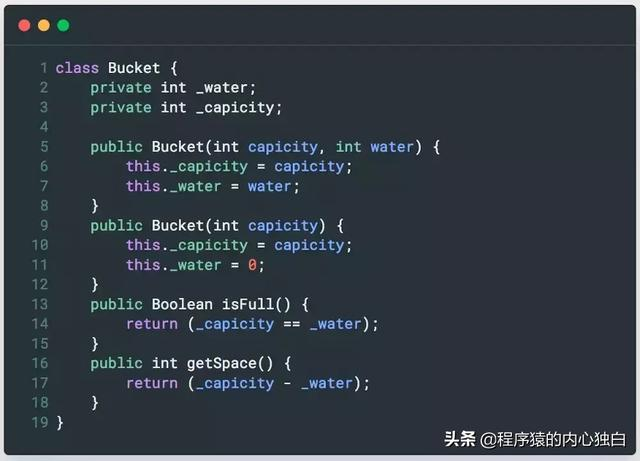 1 class Bucket {
2     private int _water;
3     private int _capicity;
4
5     public Bucket(int capicity, int water) {
6         this._capicity = capicity;
7         this._water = water;
8     }
9     public Bucket(int capicity) {
10         this._capicity = capicity;
11         this._water = 0;
12     }
13     public Boolean isFull() {
14         return (_capicity == _water);
15     }
16     public int getSpace() {
17         return (_capicity - _water);
18     }
19 }
头条 @程序猿的内心独白